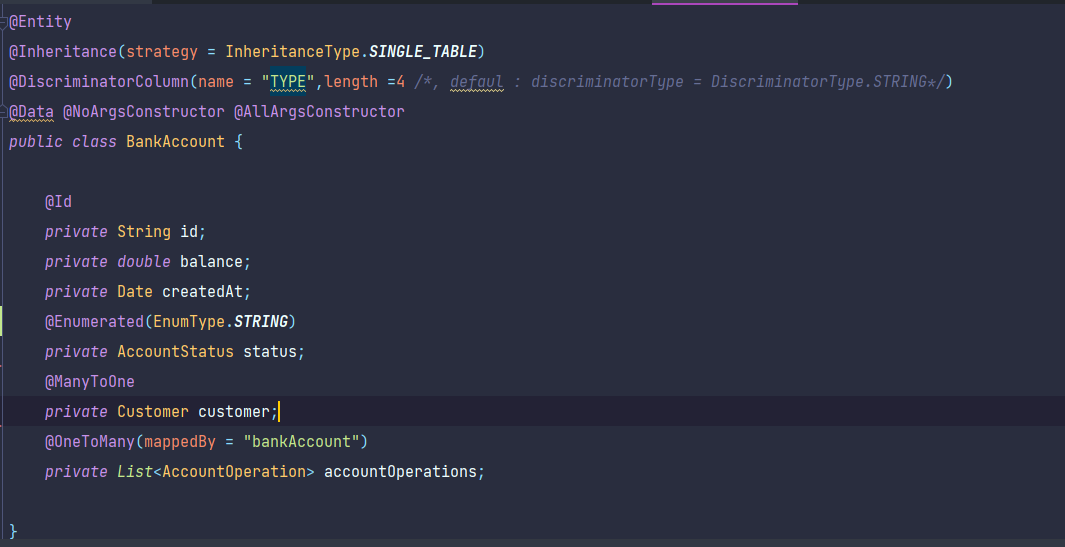 @Entity
@Inheritance(strategy = InheritanceType.SINGLE_TABLE)
@DiscriminatorColumn(name = "TYPE",length =4 /*, defaul : discriminatorType = DiscriminatorType.STRING*/)
@Data @NoArgsConstructor @AllArgsConstructor
public class BankAccount {
@Id
private String id;
private double balance;
private Date createdAt;
@Enumerated(EnumType.STRING)
private AccountStatus status;
@ManyToOne
private Customer customer;
@OneToMany(mappedBy = "bankAccount")
private List<AccountOperation> accountOperations;
}